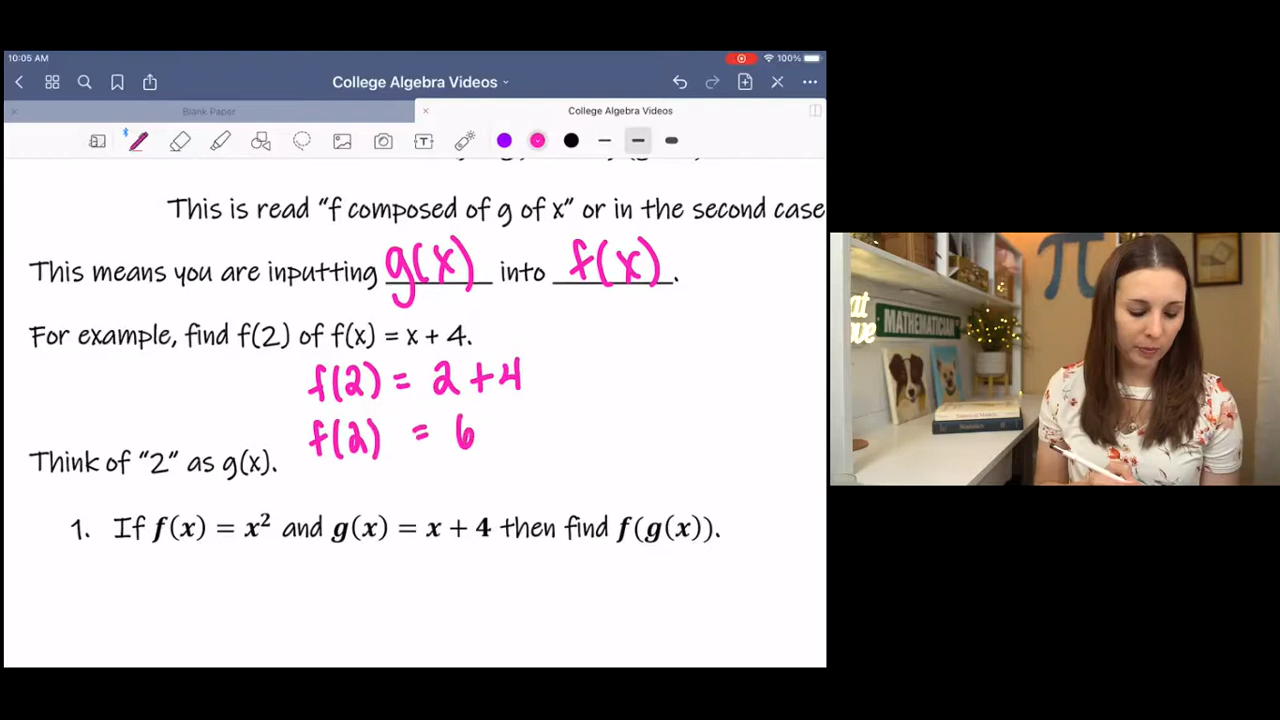 10:05 AM
100%
College Algebra Videos
Blank Paper
College Algebra Videos
This is read "f composed of g of x" or in the second case
This means you are inputting g(x) into f(x).
For example, find f(2) of f(x) = x + 4.
f(2) = 2 + 4
f(2) = 6
Think of "2" as g(x).
1. If f(x) = x² and g(x) = x + 4 then find f(g(x)).
MATHEMATICIAN